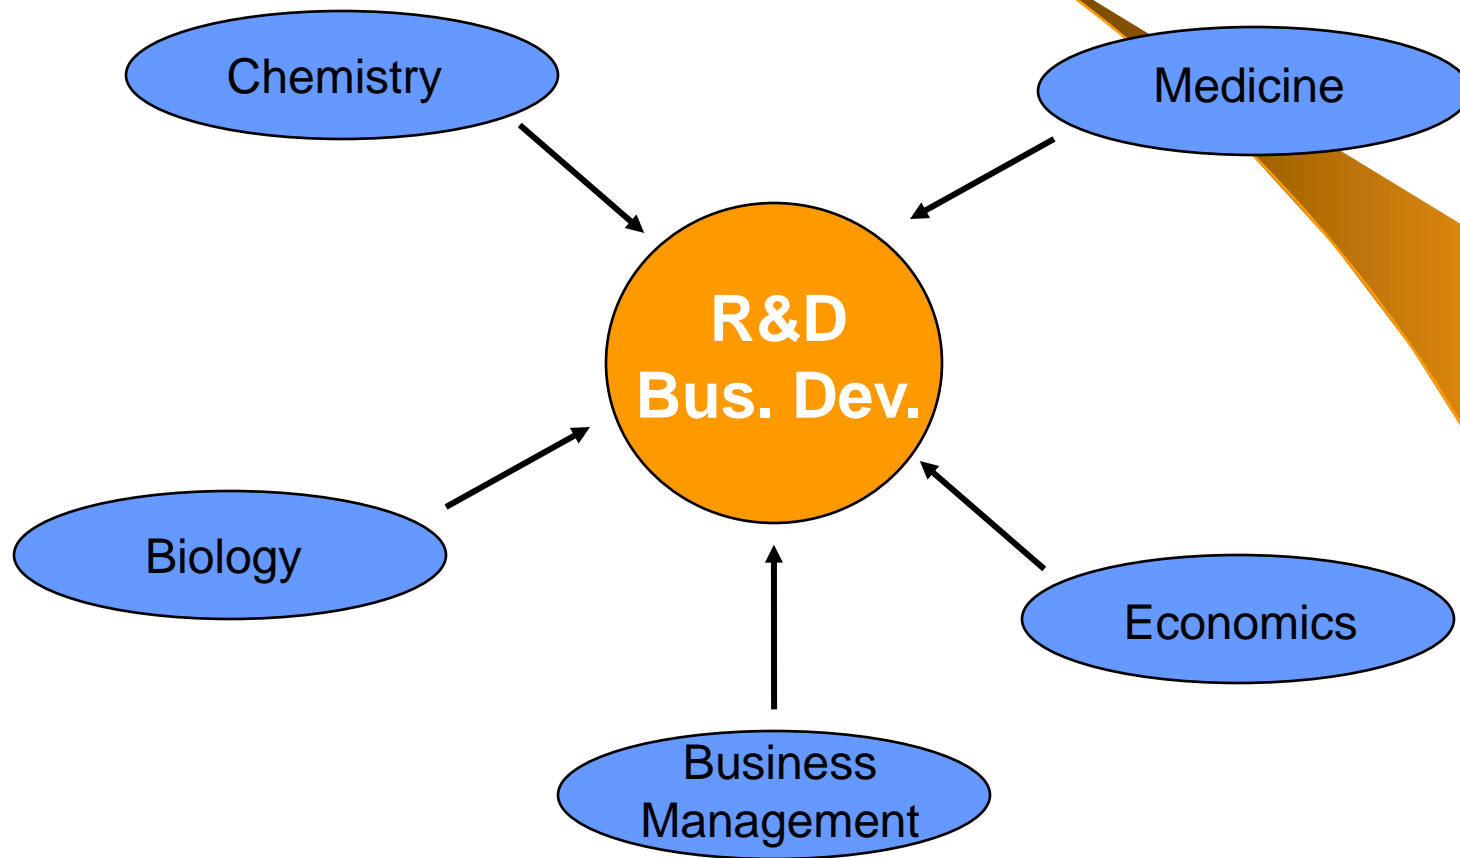 Chemistry
Medicine
R&D
Bus. Dev.
Biology
Economics
Business
Management